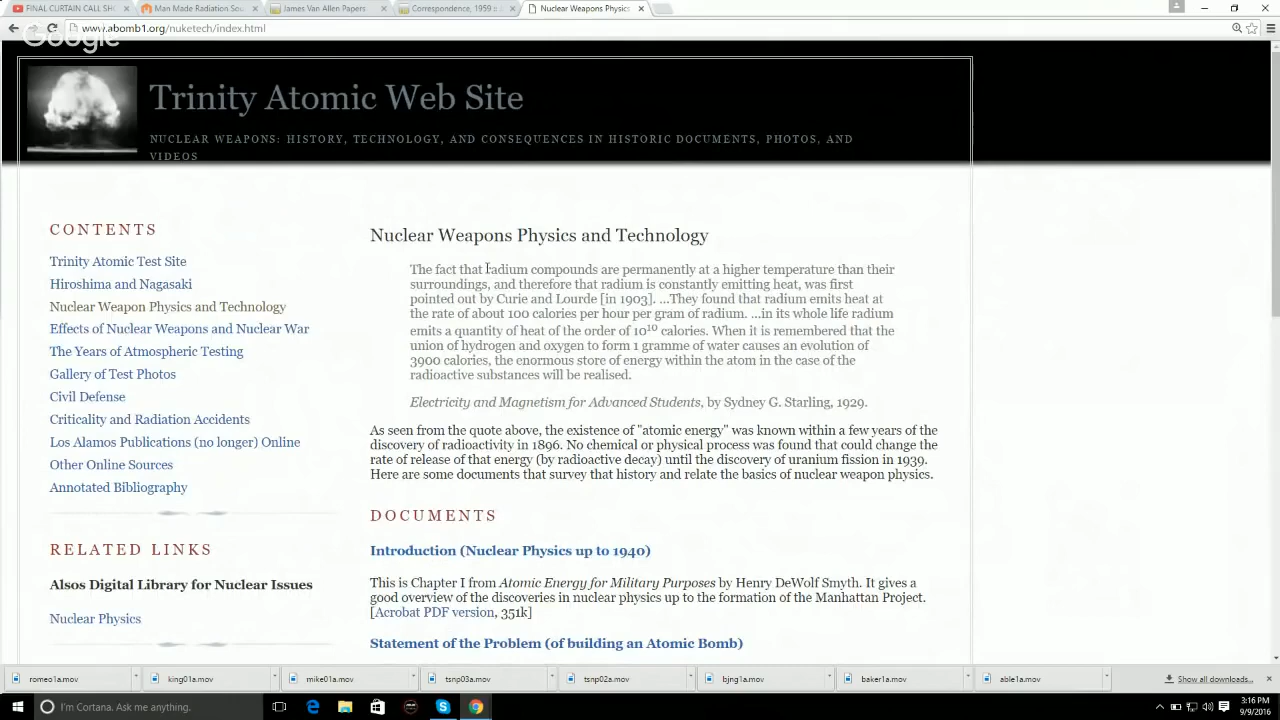 FINAL CURTAIN CALL SHO
Man Made Radiation Sou
James Van Allen Papers
Correspondence, 1959
Nuclear Weapons Physics
www.abomb1.org/nuketech/index.html
Google
Trinity Atomic Web Site
NUCLEAR WEAPONS: HISTORY, TECHNOLOGY, AND CONSEQUENCES IN HISTORIC DOCUMENTS, PHOTOS, AND
VIDEOS
CONTENTS
Trinity Atomic Test Site
Hiroshima and Nagasaki
Nuclear Weapon Physics and Technology
Effects of Nuclear Weapons and Nuclear War
The Years of Atmospheric Testing
Gallery of Test Photos
Civil Defense
Criticality and Radiation Accidents
Los Alamos Publications (no longer) Online
Other Online Sources
Annotated Bibliography
RELATED LINKS
Alsos Digital Library for Nuclear Issues
Nuclear Physics
Nuclear Weapons Physics and Technology
The fact that radium compounds are permanently at a higher temperature than their
surroundings, and therefore that radium is constantly emitting heat, was first
pointed out by Curie and Lourde [in 1903]. ...They found that radium emits heat at
the rate of about 100 calories per hour per gram of radium. ...in its whole life radium
emits a quantity of heat of the order of 10¹⁰ calories. When it is remembered that the
union of hydrogen and oxygen to form 1 gramme of water causes an evolution of
3900 calories, the enormous store of energy within the atom in the case of the
radioactive substances will be realised.
Electricity and Magnetism for Advanced Students, by Sydney G. Starling, 1929.
As seen from the quote above, the existence of "atomic energy" was known within a few years of the
discovery of radioactivity in 1896. No chemical or physical process was found that could change the
rate of release of that energy (by radioactive decay) until the discovery of uranium fission in 1939.
Here are some documents that survey that history and relate the basics of nuclear weapon physics.
DOCUMENTS
Introduction (Nuclear Physics up to 1940)
This is Chapter I from Atomic Energy for Military Purposes by Henry DeWolf Smyth. It gives a
good overview of the discoveries in nuclear physics up to the formation of the Manhattan Project.
[Acrobat PDF version, 351k]
Statement of the Problem (of building an Atomic Bomb)
romeo1a.mov
king01a.mov
mike01a.mov
tsnp03a.mov
tsnp02a.mov
bjng1a.mov
baker1a.mov
able1a.mov
Show all downloads...
I'm Cortana. Ask me anything.
3:16 PM
9/9/2016